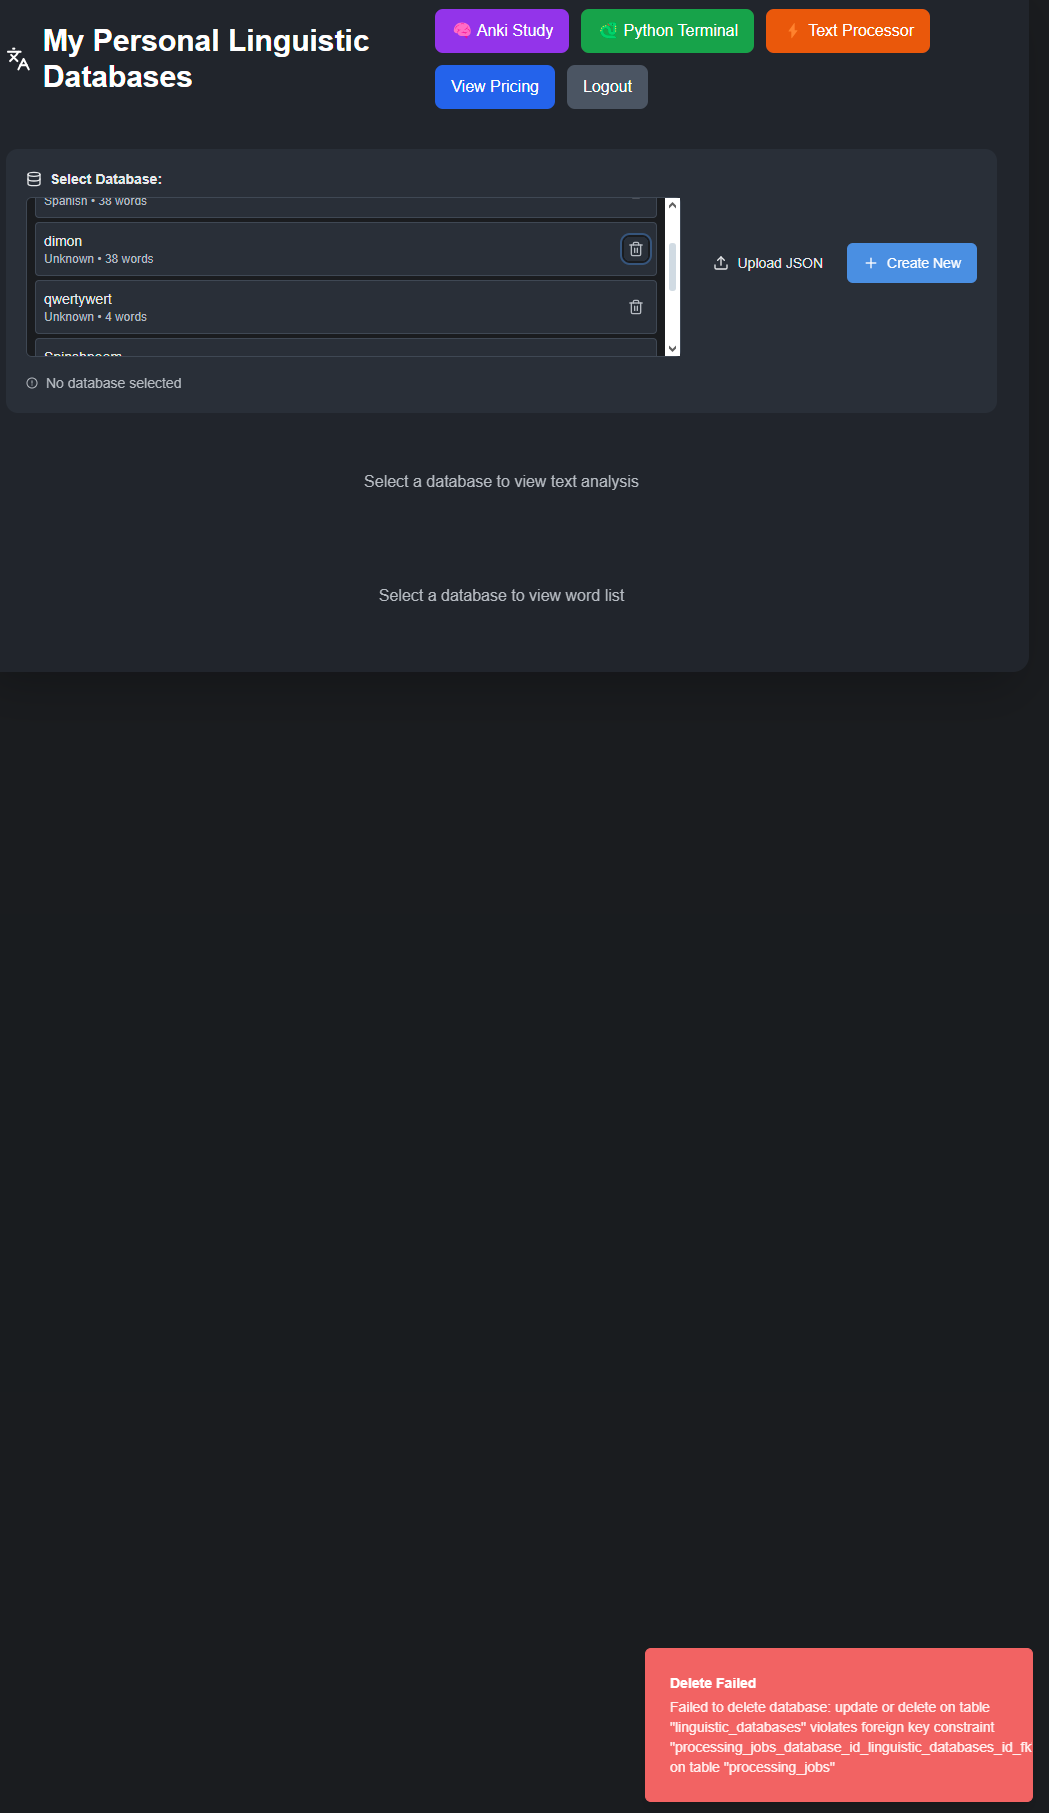 My Personal Linguistic
Databases
Anki Study
Python Terminal
Text Processor
View Pricing
Logout
Select Database:
Spanish • 38 words
dimon
Unknown • 38 words
qwertywert
Unknown • 4 words
Upload JSON
Create New
No database selected
Select a database to view text analysis
Select a database to view word list
Delete Failed
Failed to delete database: update or delete on table
"linguistic_databases" violates foreign key constraint
"processing_jobs_database_id_linguistic_databases_id_fk
on table "processing_jobs"